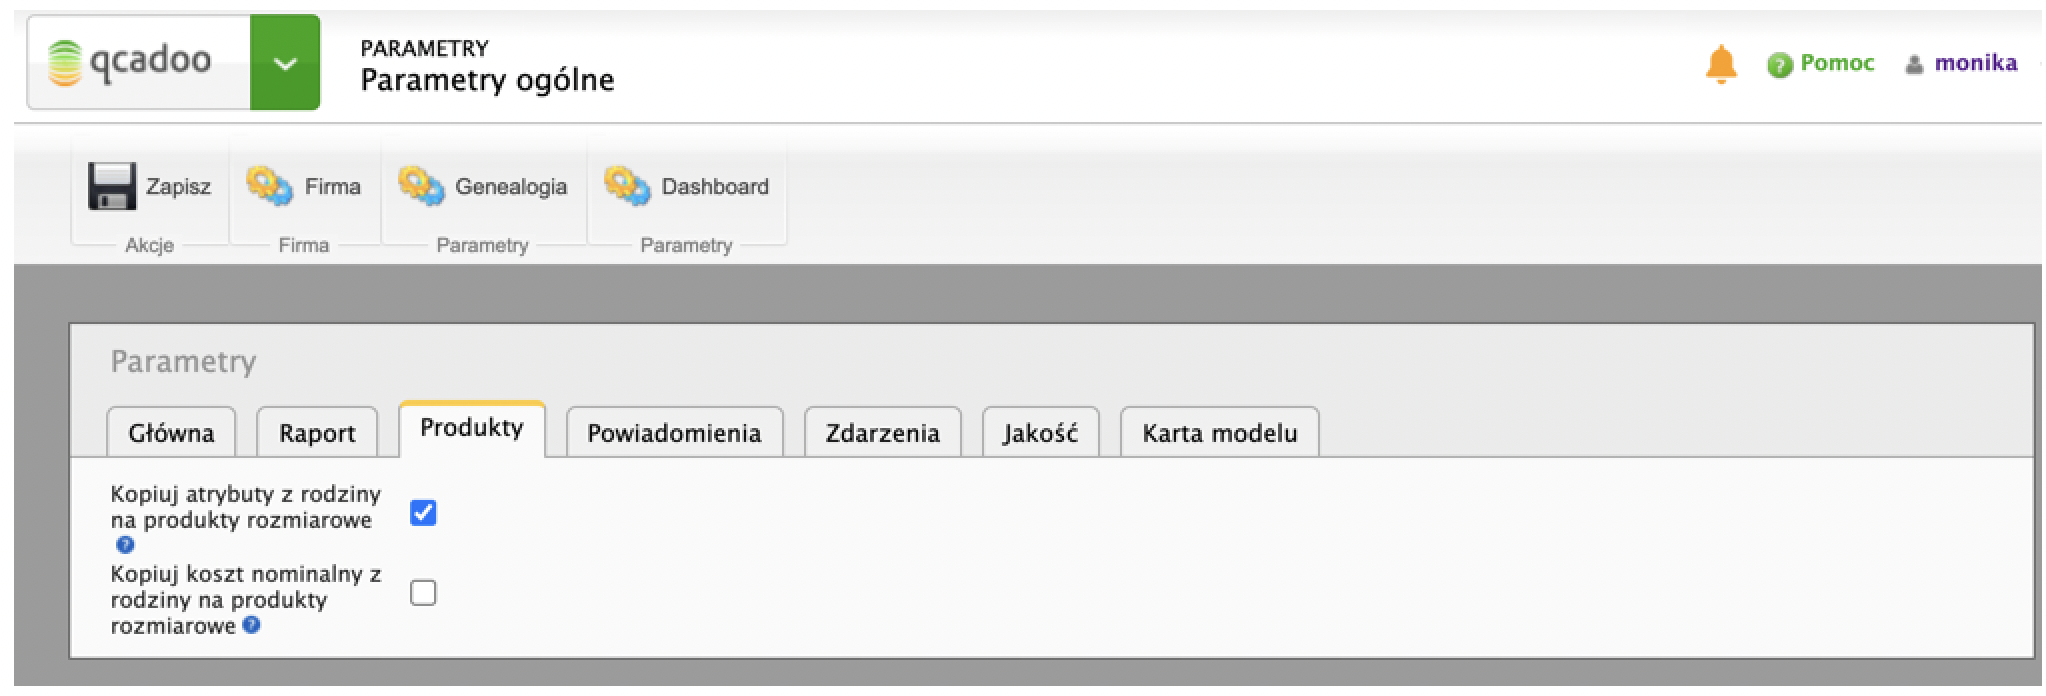 qcadoo
PARAMETRY
Parametry ogólne
Pomoc
monika
Zapisz
Firma
Genealogia
Dashboard
Akcje
Firma
Parametry
Parametry
Parametry
Główna
Raport
Produkty
Powiadomienia
Zdarzenia
Jakość
Karta modelu
Kopiuj atrybuty z rodziny
na produkty rozmiarowe
Kopiuj koszt nominalny z
rodziny na produkty
rozmiarowe